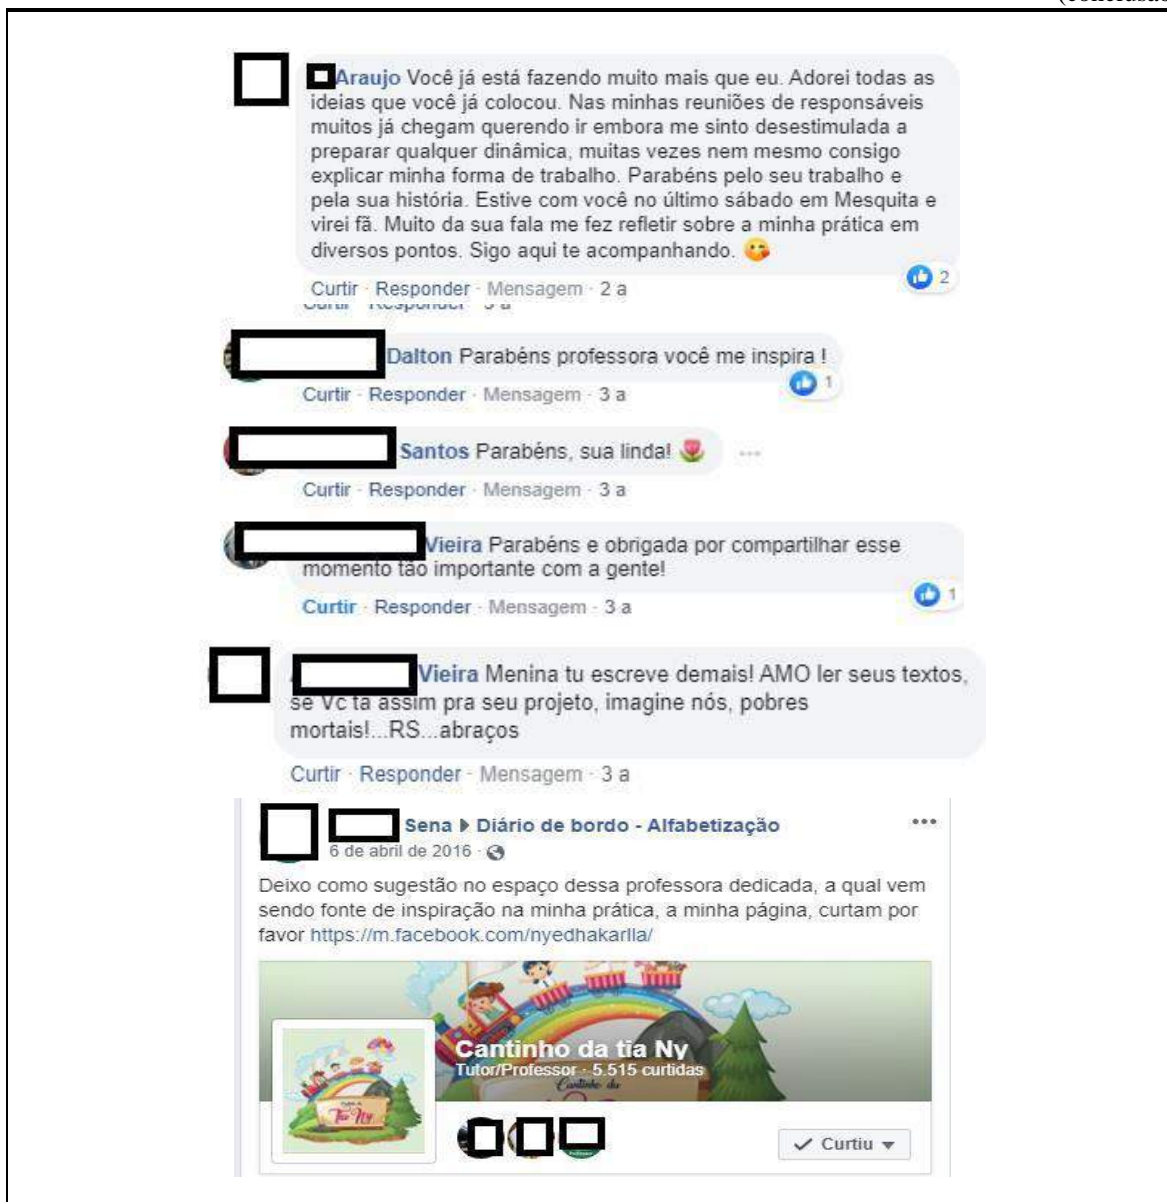 Araujo Você já está fazendo muito mais que eu. Adorei todas as
ideias que você já colocou. Nas minhas reuniões de responsáveis
muitos já chegam querendo ir embora me sinto desestimulada a
preparar qualquer dinâmica, muitas vezes nem mesmo consigo
explicar minha forma de trabalho. Parabéns pelo seu trabalho e
pela sua história. Estive com você no último sábado em Mesquita e
virei fã. Muito da sua fala me fez refletir sobre a minha prática em
diversos pontos. Sigo aqui te acompanhando. 😘
2
Curtir · Responder · Mensagem · 2 a
Dalton Parabéns professora você me inspira !
1
Curtir · Responder · Mensagem · 3 a
Santos Parabéns, sua linda! 🌷
Curtir · Responder · Mensagem · 3 a
Vieira Parabéns e obrigada por compartilhar esse
momento tão importante com a gente!
1
Curtir · Responder · Mensagem · 3 a
Vieira Menina tu escreve demais! AMO ler seus textos,
se Vc ta assim pra seu projeto, imagine nós, pobres
mortais!...RS...abraços
Curtir · Responder · Mensagem · 3 a
Sena ▸ Diário de bordo - Alfabetização
6 de abril de 2016
Deixo como sugestão no espaço dessa professora dedicada, a qual vem
sendo fonte de inspiração na minha prática, a minha página, curtam por
favor https://m.facebook.com/nyedhakarlla/
Cantinho da tia Ny
Tutor/Professor · 5.515 curtidas
Cantinho da
Tia Ny
Curtiu